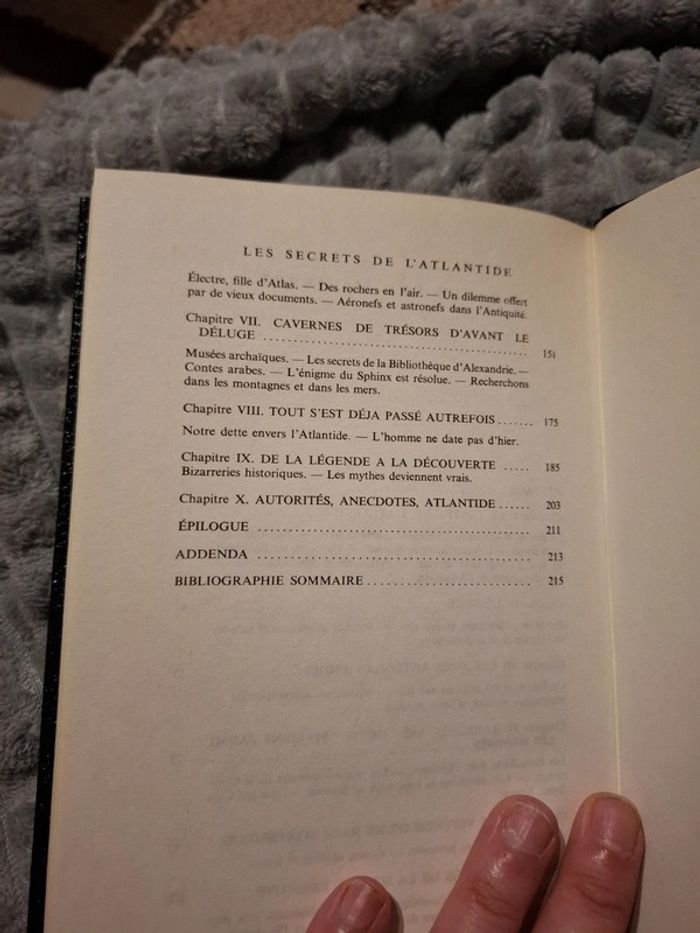 LES SECRETS DE L'ATLANTIDE
Électre, fille d'Atlas. — Des rochers en l'air. — Un dilemme offert
par de vieux documents. — Aéronefs et astronefs dans l'Antiquité.
Chapitre VII. CAVERNES DE TRÉSORS D'AVANT LE
DÉLUGE .......................................................... 151
Musées archaïques. — Les secrets de la Bibliothèque d'Alexandrie. —
Contes arabes. — L'énigme du Sphinx est résolue. — Recherchons
dans les montagnes et dans les mers.
Chapitre VIII. TOUT S'EST DÉJA PASSÉ AUTREFOIS ....... 175
Notre dette envers l'Atlantide. — L'homme ne date pas d'hier.
Chapitre IX. DE LA LÉGENDE A LA DÉCOUVERTE ..... 185
Bizarreries historiques. — Les mythes deviennent vrais.
Chapitre X. AUTORITÉS, ANECDOTES, ATLANTIDE ...... 203
ÉPILOGUE .................................................. 211
ADDENDA .................................................. 213
BIBLIOGRAPHIE SOMMAIRE .............................. 215